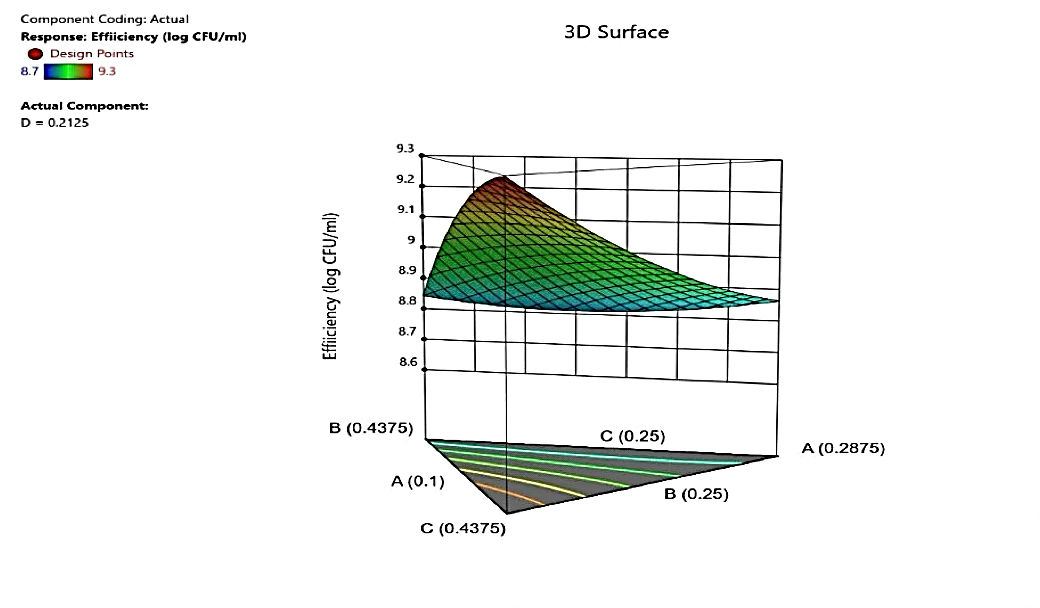 Component Coding: Actual
Response: Effiiciency (log CFU/ml)
Design Points
8.7 9.3
Actual Component:
D = 0.2125
3D Surface
9.3
9.2
9.1
9
8.9
8.8
8.7
8.6
Effiiciency (log CFU/ml)
B (0.4375)
C (0.25)
A (0.2875)
A (0.1)
B (0.25)
C (0.4375)